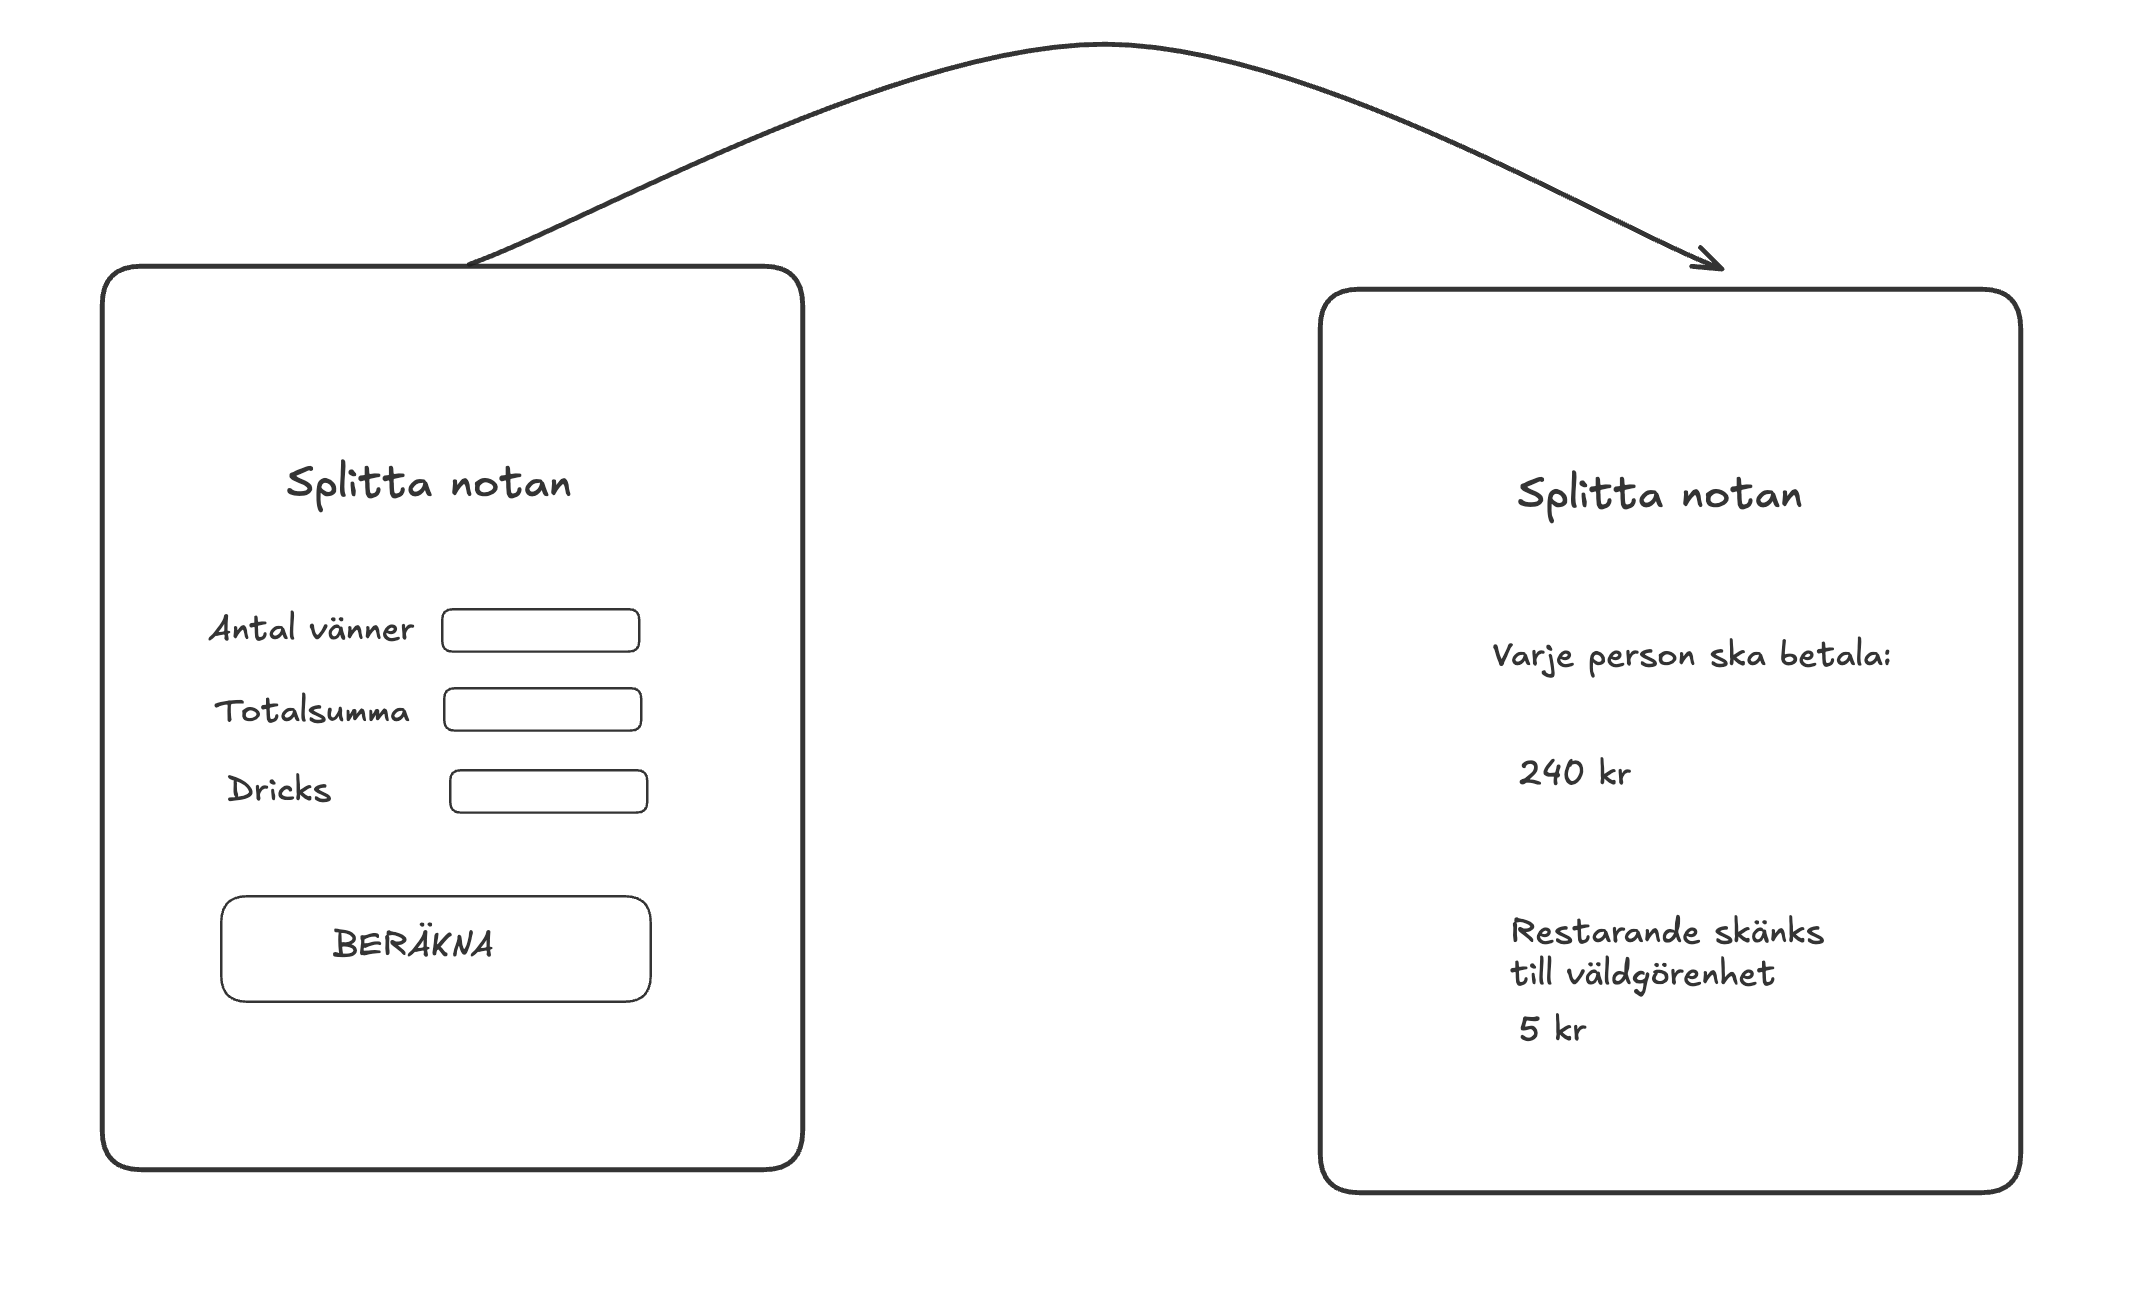 Splitta notan
Antal vänner
Totalsumma
Dricks
BERÄKNA
Splitta notan
Varje person ska betala:
240 kr
Restarande skänks
till väldgörenhet
5 kr